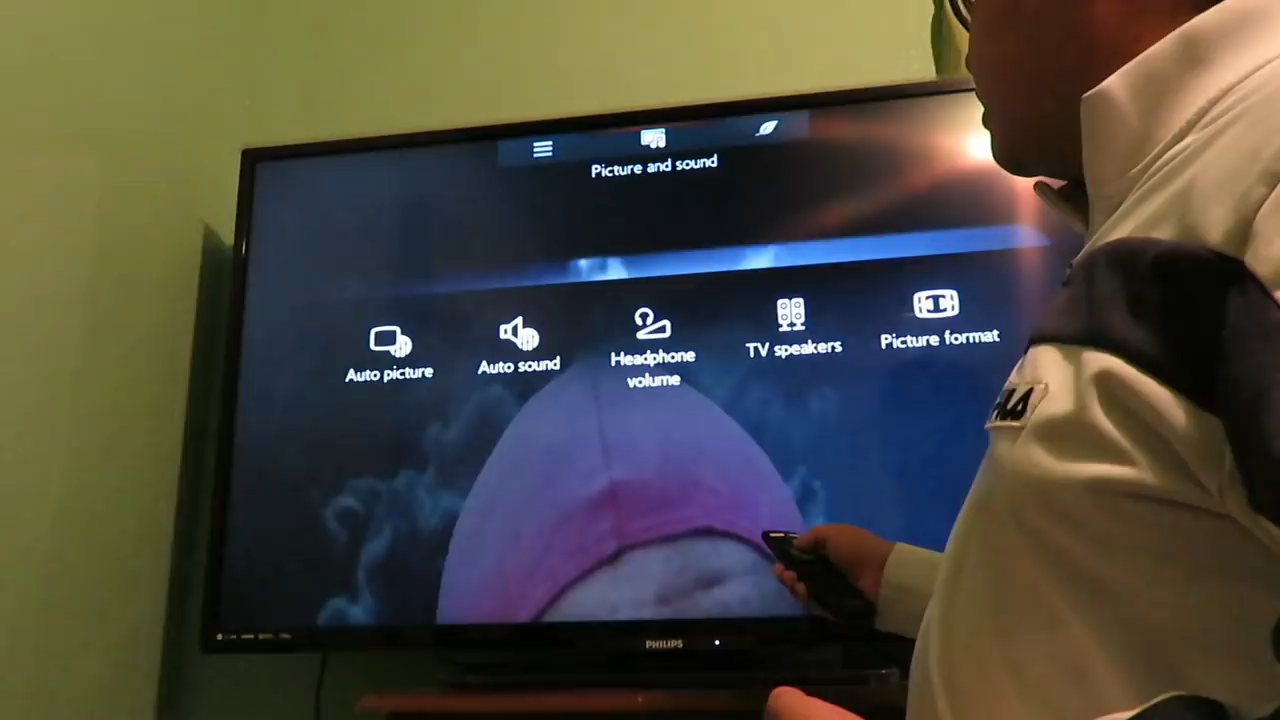 Picture and sound
Auto picture
Auto sound
Headphone
volume
TV speakers
Picture format
PHILIPS